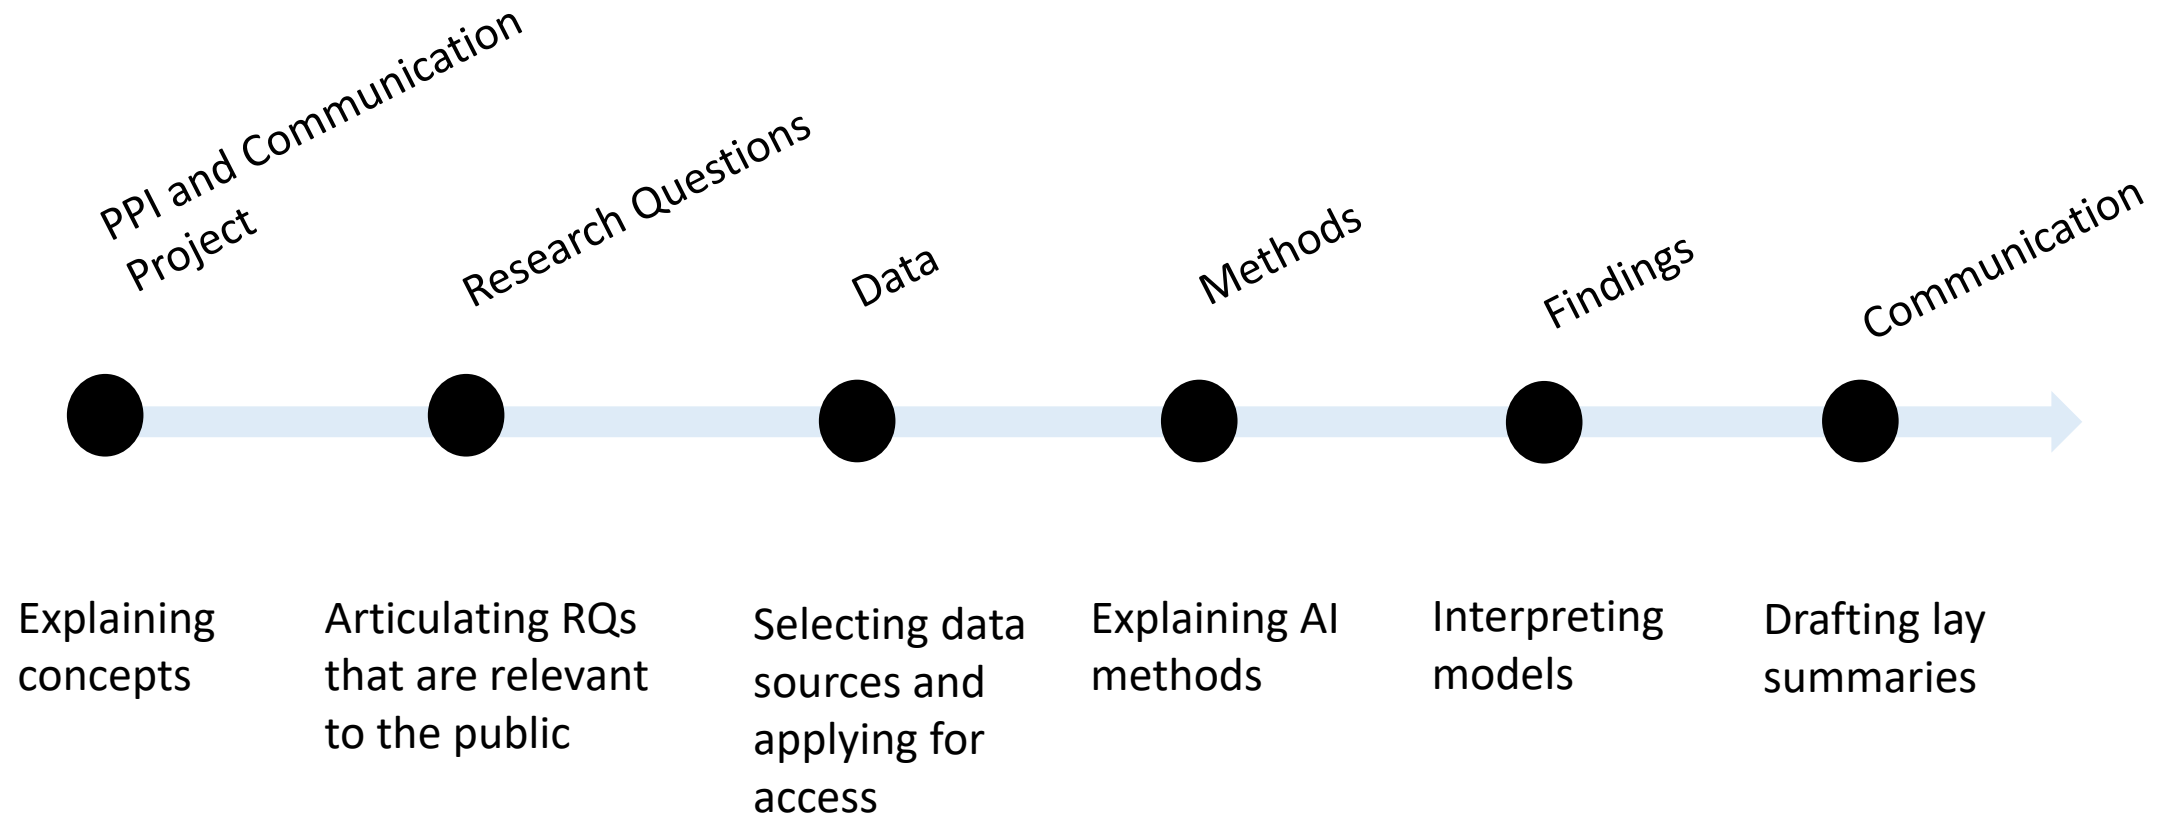 PPI and Communication
Project
Research Questions
Data
Methods
Findings
Communication
Explaining
concepts
Articulating RQs
that are relevant
to the public
Selecting data
sources and
applying for
access
Explaining AI
methods
Interpreting
models
Drafting lay
summaries